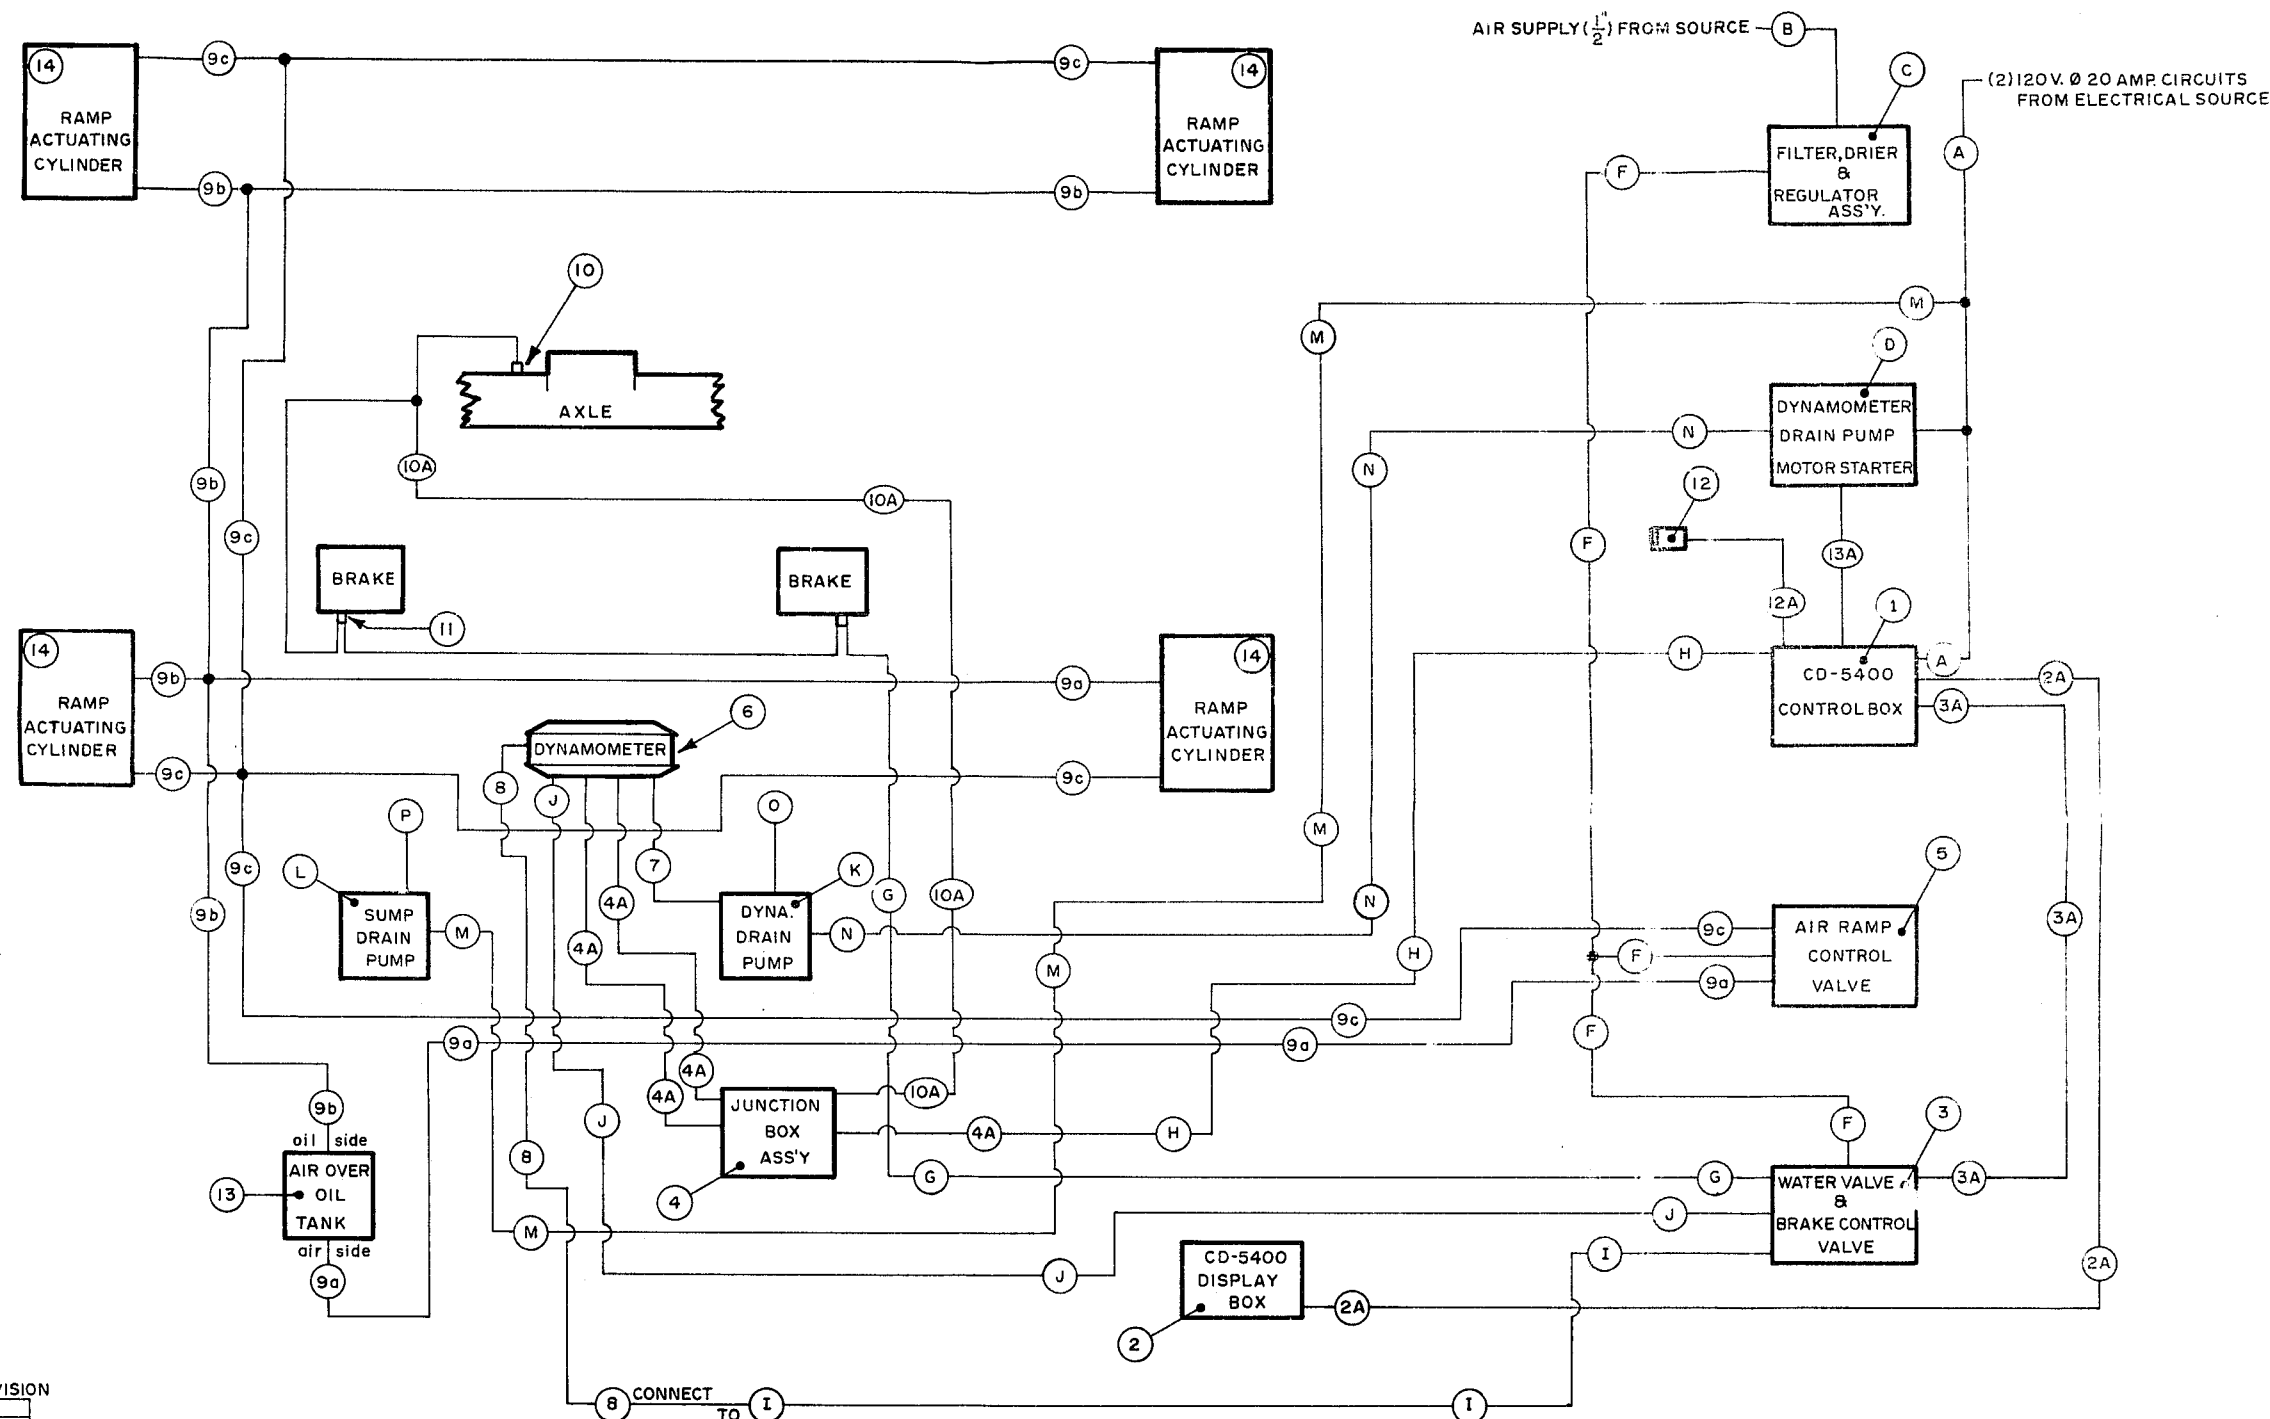 AIR SUPPLY (1/2") FROM SOURCE
B
C
(2) 120 V. Ø 20 AMP. CIRCUITS
FROM ELECTRICAL SOURCE
14
RAMP
ACTUATING
CYLINDER
9c
9c
14
RAMP
ACTUATING
CYLINDER
9b
9b
FILTER, DRIER
&
REGULATOR
ASS'Y.
F
A
10
AXLE
10A
10A
M
M
D
DYNAMOMETER
DRAIN PUMP
MOTOR STARTER
N
N
12
F
13A
12A
1
9b
9c
BRAKE
BRAKE
11
14
RAMP
ACTUATING
CYLINDER
9b
9a
14
RAMP
ACTUATING
CYLINDER
H
CD-5400
CONTROL BOX
A
2A
3A
6
DYNAMOMETER
9c
8
J
9c
P
O
M
L
9c
7
K
G
10A
4A
N
5
9b
SUMP
DRAIN
PUMP
M
4A
DYNA.
DRAIN
PUMP
N
M
H
9c
F
9a
AIR RAMP
CONTROL
VALVE
3A
9c
F
9a
9a
4A
4A
10A
JUNCTION
BOX
ASS'Y
4A
H
J
9b
oil side
AIR OVER
OIL
TANK
air side
13
9a
8
4
G
G
F
3
WATER VALVE
&
BRAKE CONTROL
VALVE
3A
M
J
J
I
CD-5400
DISPLAY
BOX
2
2A
2A
8
CONNECT
TO
I
I
VISION